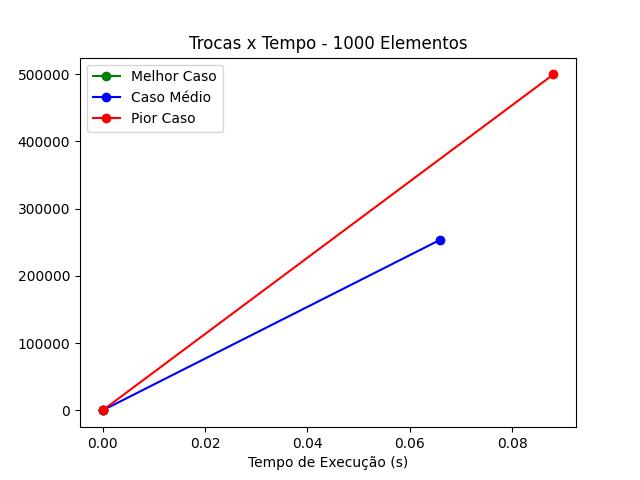 Trocas x Tempo - 1000 Elementos
Melhor Caso
Caso Médio
Pior Caso
500000
400000
300000
200000
100000
0
0.00
0.02
0.04
0.06
0.08
Tempo de Execução (s)